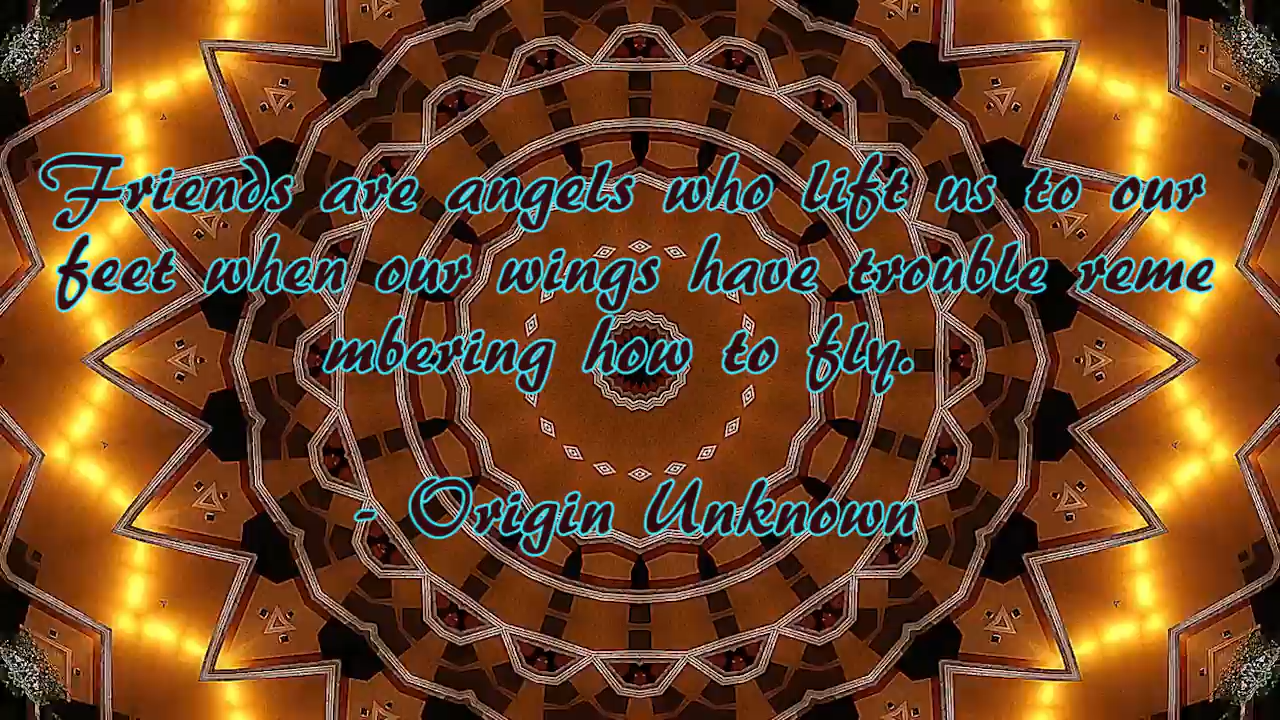 Friends are angels who lift us to our
feet when our wings have trouble reme
mbering how to fly.
- Origin Unknown